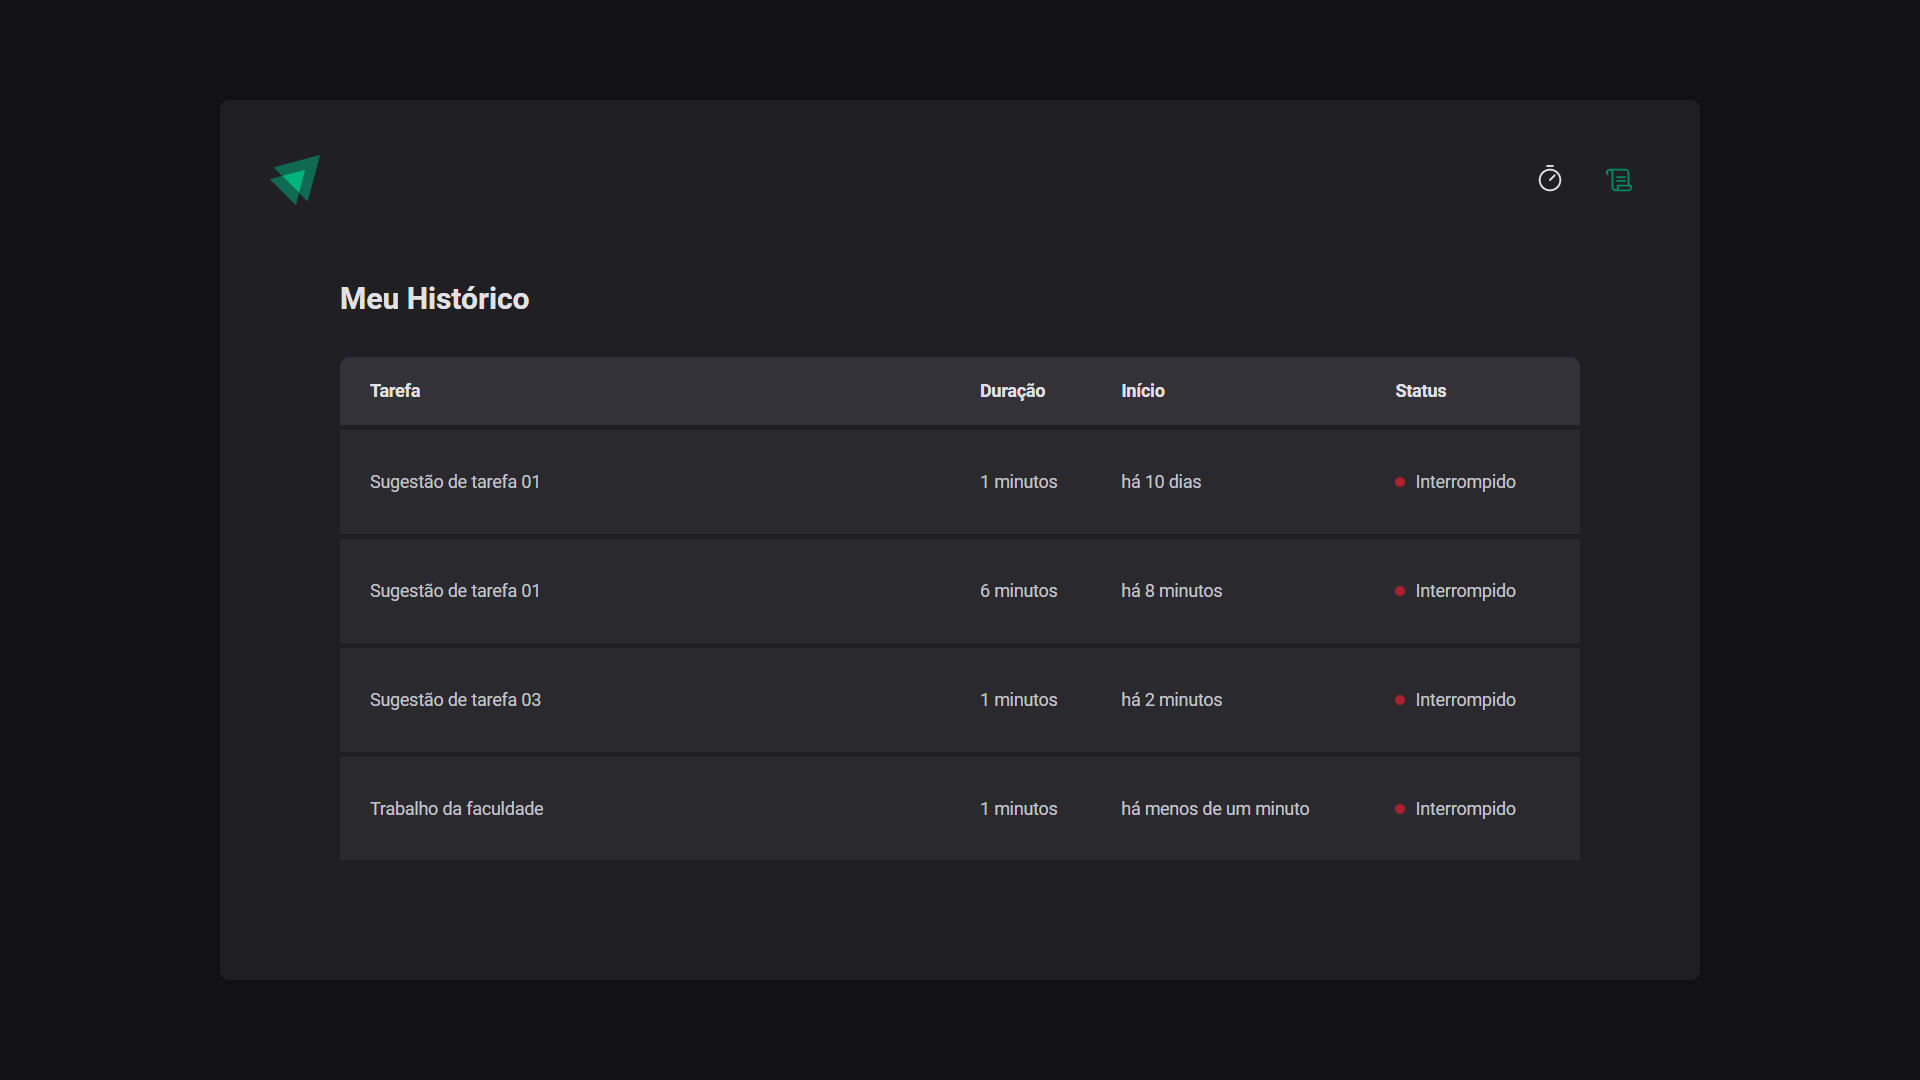 Meu Histórico
Tarefa Duração Início Status
Sugestão de tarefa 01 1 minutos há 10 dias Interrompido
Sugestão de tarefa 01 6 minutos há 8 minutos Interrompido
Sugestão de tarefa 03 1 minutos há 2 minutos Interrompido
Trabalho da faculdade 1 minutos há menos de um minuto Interrompido